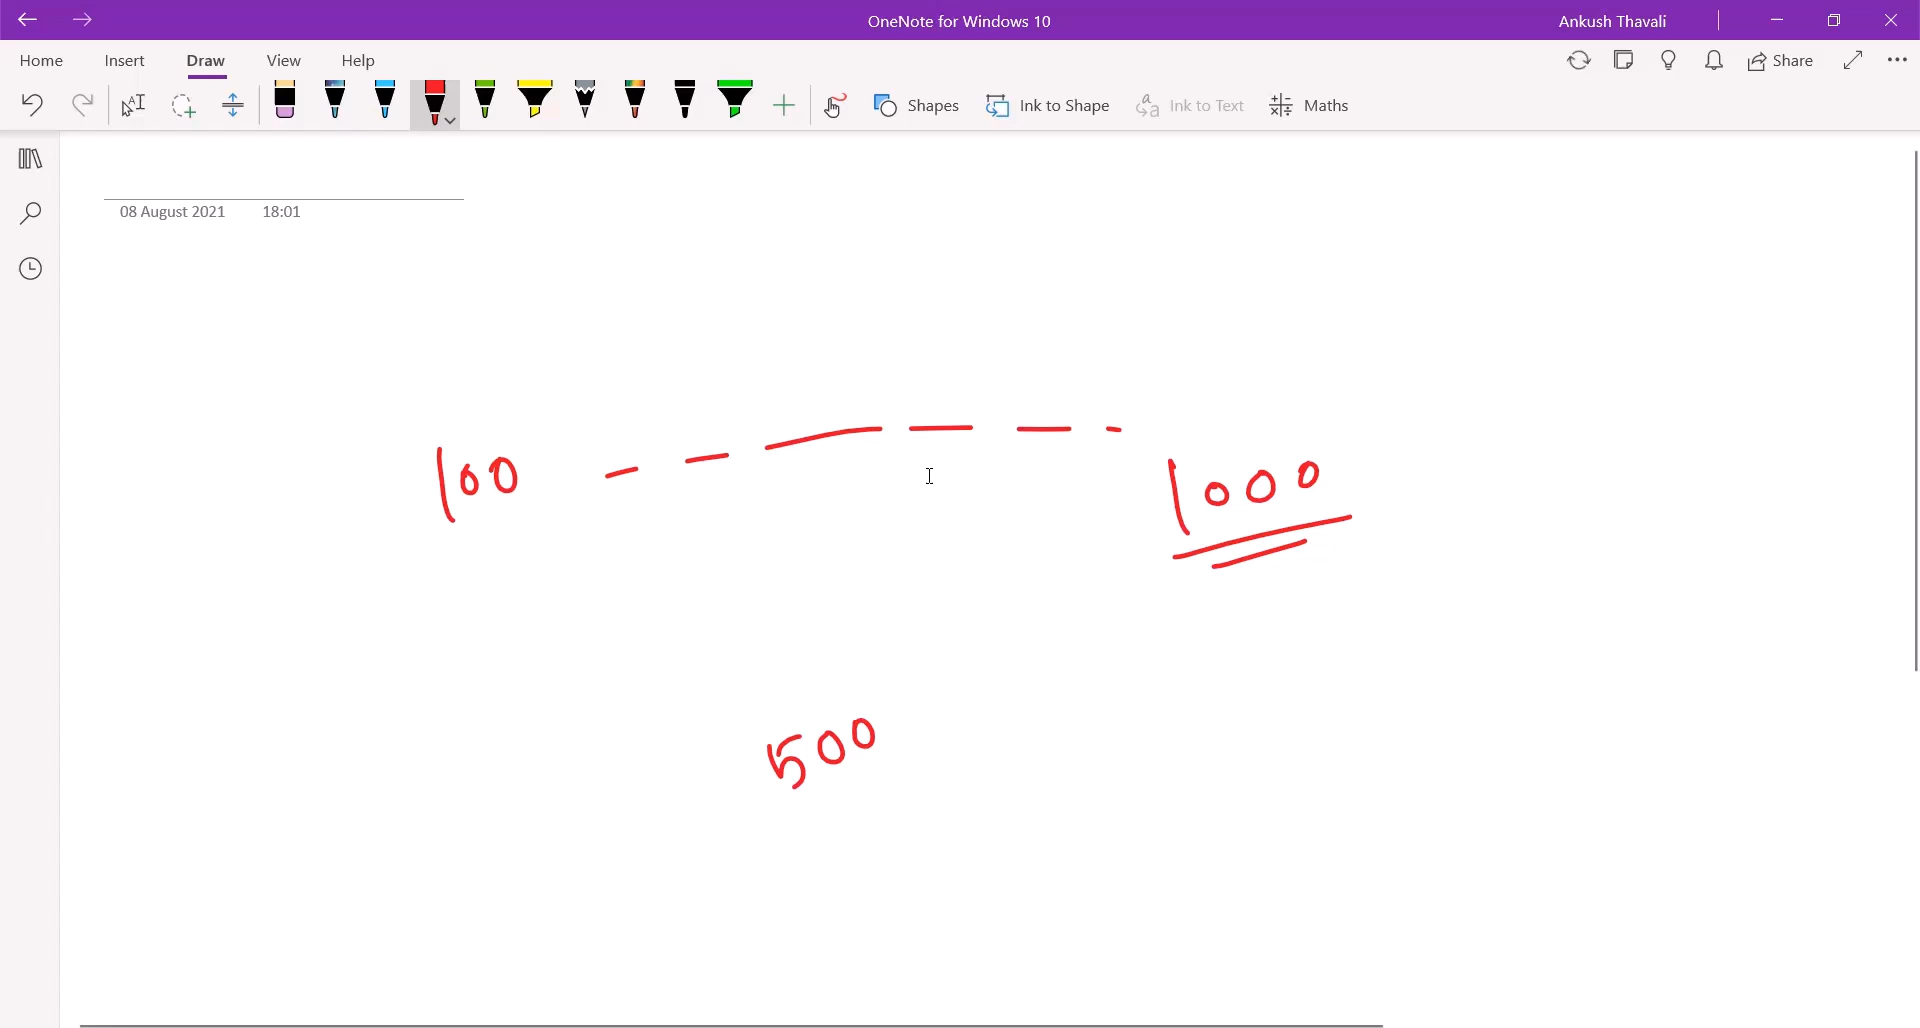 OneNote for Windows 10
Ankush Thavali
Home Insert Draw View Help
Share
Shapes Ink to Shape Ink to Text Maths
08 August 2021 18:01
100 1000
500